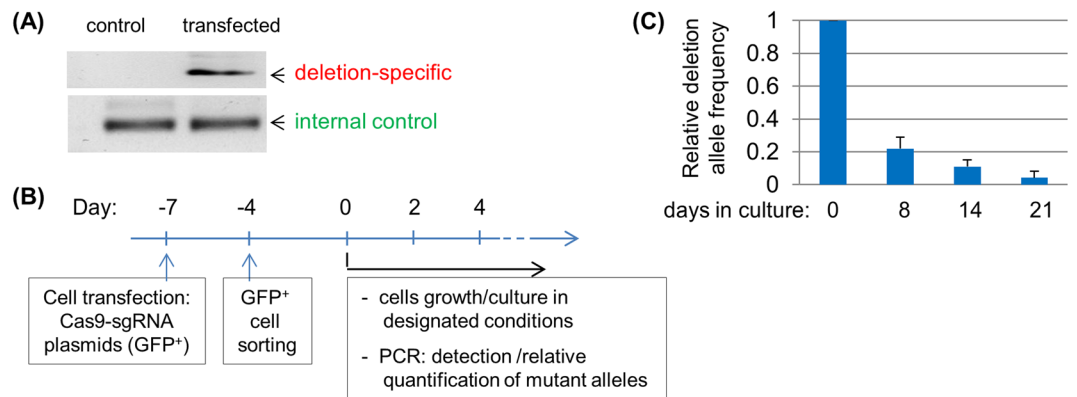 (A)
control transfected
deletion-specific
internal control
(B)
Day: -7 -4 0 2 4
Cell transfection:
Cas9-sgRNA
plasmids (GFP⁺)
GFP⁺
cell
sorting
- cells growth/culture in
designated conditions
- PCR: detection /relative
quantification of mutant alleles
(C)
Relative deletion
allele frequency
1
0.8
0.6
0.4
0.2
0
days in culture: 0 8 14 21